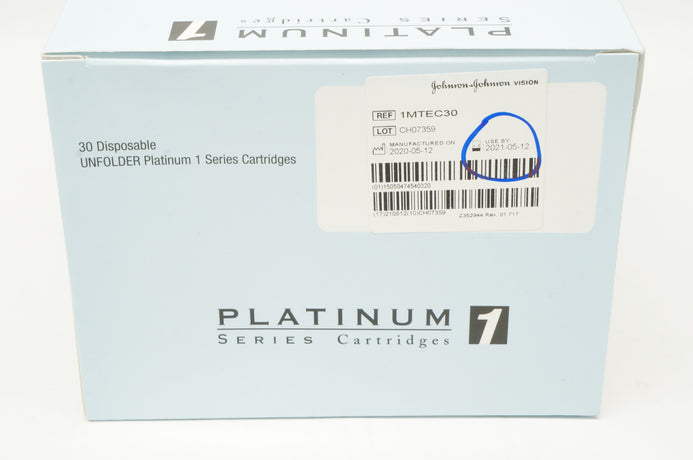 PLATINUM 1
SERIES Cartridges
Johnson & Johnson VISION
REF 1MTEC30
LOT CH07359
MANUFACTURED ON
2020-05-12
USE BY
2021-05-12
(01)15050474540320
(17)210512(10)CH07359
Z352944 Rev. 01 717
30 Disposable
UNFOLDER Platinum 1 Series Cartridges
PLATINUM 1
SERIES Cartridges